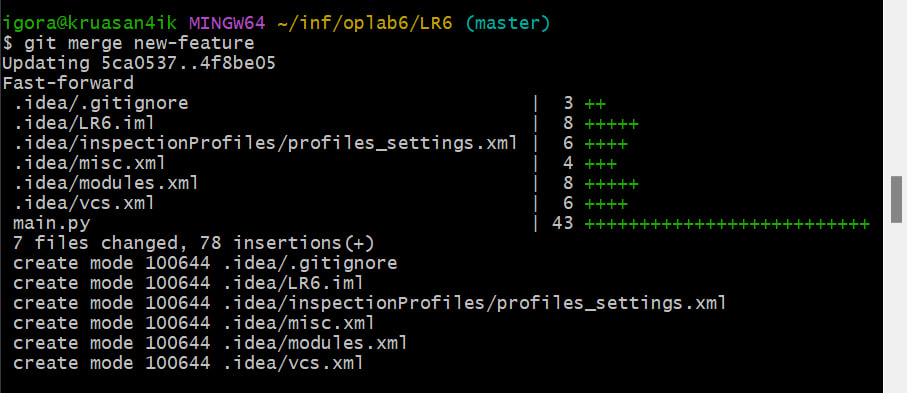 igora@kruasan4ik MINGW64 ~/inf/oplab6/LR6 (master)
$ git merge new-feature
Updating 5ca0537..4f8be05
Fast-forward
 .idea/.gitignore                              |  3 ++
 .idea/LR6.iml                                 |  8 +++++
 .idea/inspectionProfiles/profiles_settings.xml |  6 ++++
 .idea/misc.xml                                |  4 +++
 .idea/modules.xml                             |  8 +++++
 .idea/vcs.xml                                 |  6 ++++
 main.py                                       | 43 ++++++++++++++++++++++++++
 7 files changed, 78 insertions(+)
 create mode 100644 .idea/.gitignore
 create mode 100644 .idea/LR6.iml
 create mode 100644 .idea/inspectionProfiles/profiles_settings.xml
 create mode 100644 .idea/misc.xml
 create mode 100644 .idea/modules.xml
 create mode 100644 .idea/vcs.xml